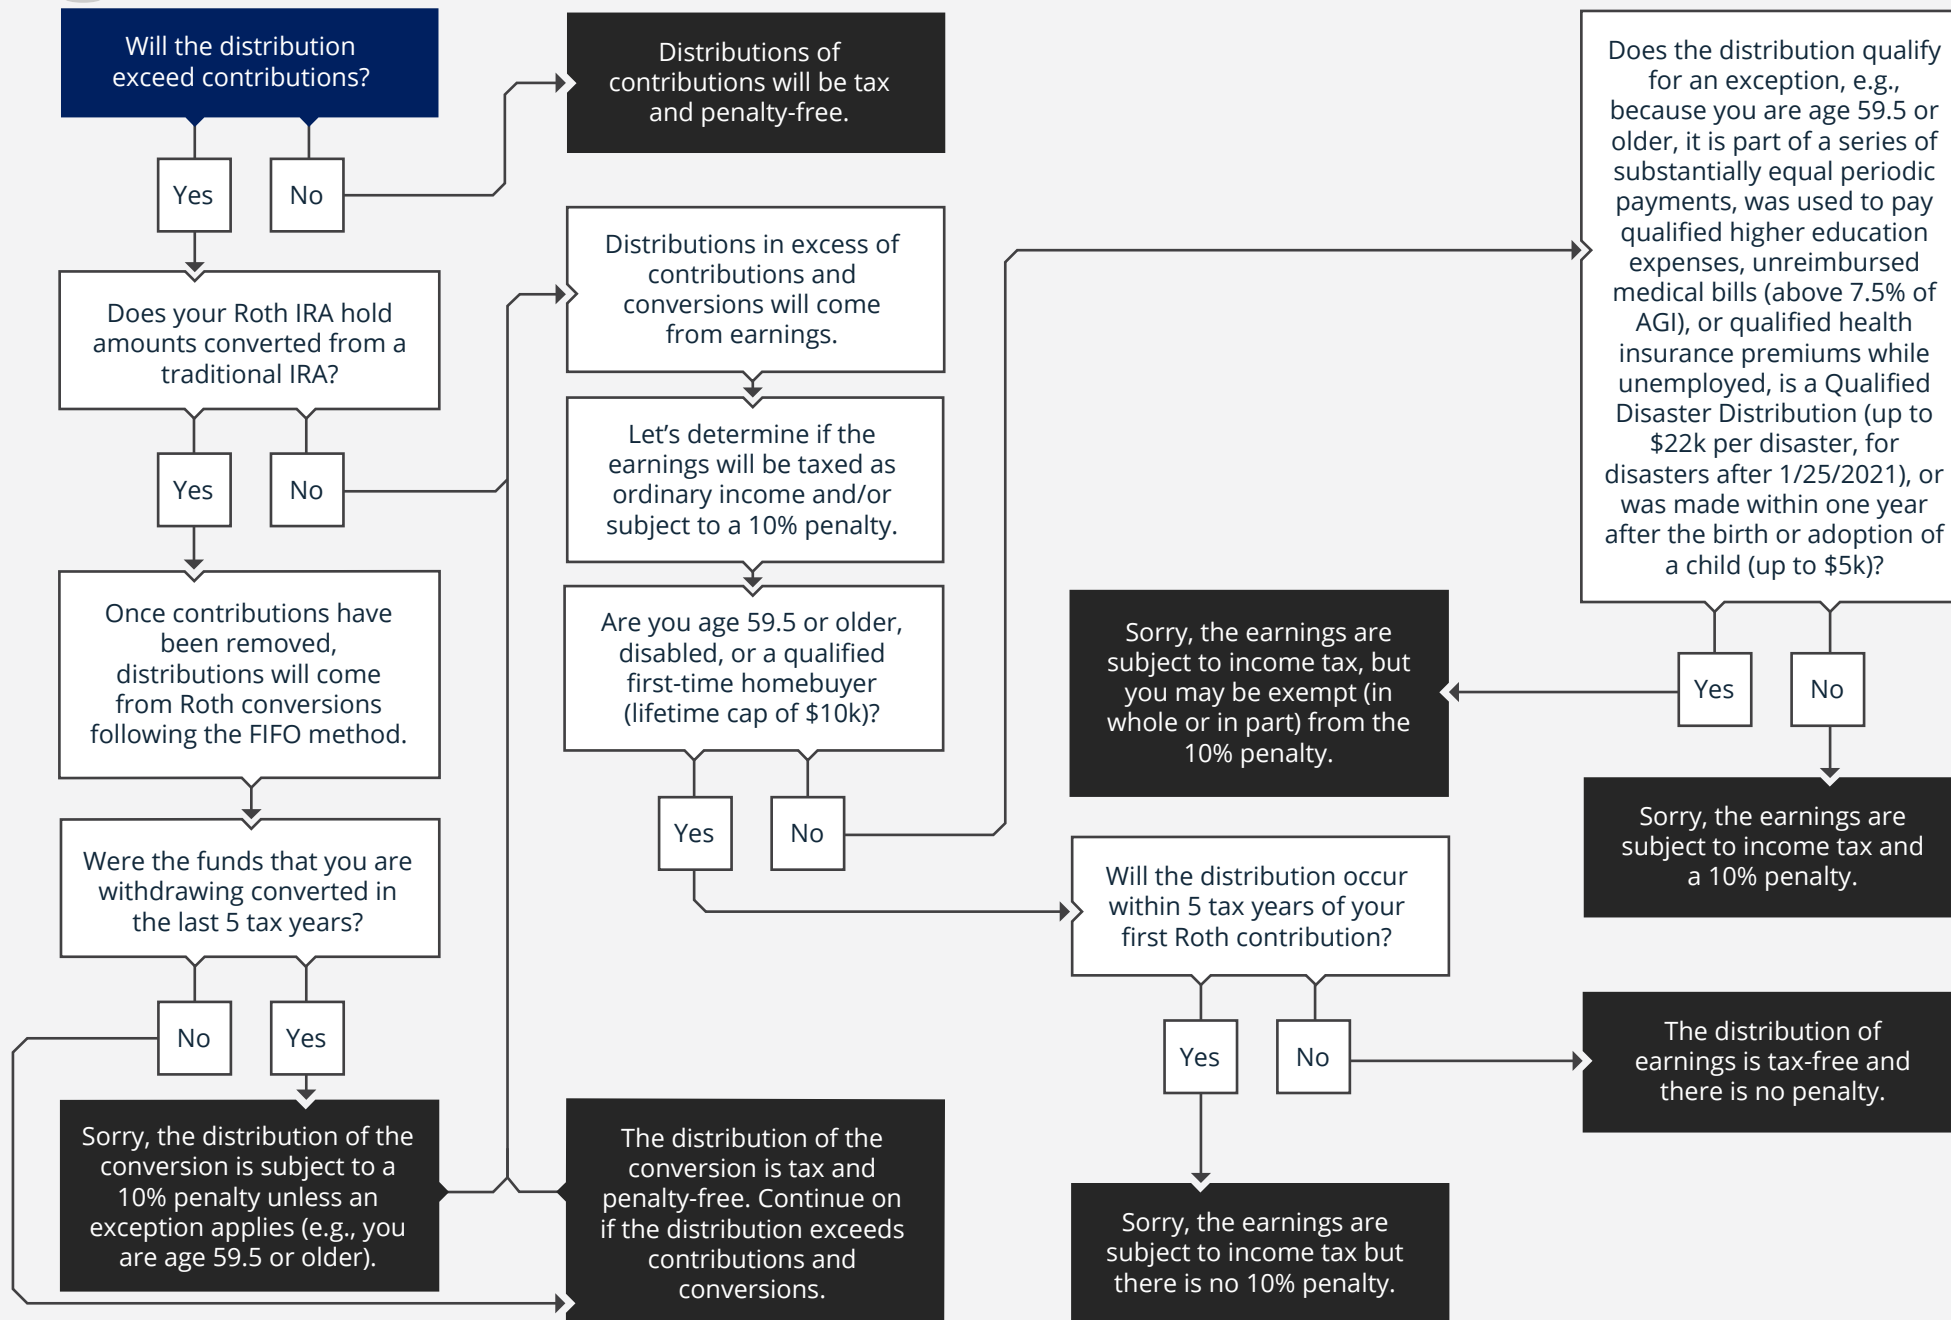 Will the distribution
exceed contributions?
Yes
No
Distributions of
contributions will be tax
and penalty-free.
Does your Roth IRA hold
amounts converted from a
traditional IRA?
Yes
No
Once contributions have
been removed,
distributions will come
from Roth conversions
following the FIFO method.
Were the funds that you are
withdrawing converted in
the last 5 tax years?
No
Yes
Sorry, the distribution of the
conversion is subject to a
10% penalty unless an
exception applies (e.g., you
are age 59.5 or older).
The distribution of the
conversion is tax and
penalty-free. Continue on
if the distribution exceeds
contributions and
conversions.
Distributions in excess of
contributions and
conversions will come
from earnings.
Let’s determine if the
earnings will be taxed as
ordinary income and/or
subject to a 10% penalty.
Are you age 59.5 or older,
disabled, or a qualified
first-time homebuyer
(lifetime cap of $10k)?
Yes
No
Will the distribution occur
within 5 tax years of your
first Roth contribution?
Yes
No
Sorry, the earnings are
subject to income tax but
there is no 10% penalty.
The distribution of
earnings is tax-free and
there is no penalty.
Does the distribution qualify
for an exception, e.g.,
because you are age 59.5 or
older, it is part of a series of
substantially equal periodic
payments, was used to pay
qualified higher education
expenses, unreimbursed
medical bills (above 7.5% of
AGI), or qualified health
insurance premiums while
unemployed, is a Qualified
Disaster Distribution (up to
$22k per disaster, for
disasters after 1/25/2021), or
was made within one year
after the birth or adoption of
a child (up to $5k)?
Yes
No
Sorry, the earnings are
subject to income tax, but
you may be exempt (in
whole or in part) from the
10% penalty.
Sorry, the earnings are
subject to income tax and
a 10% penalty.